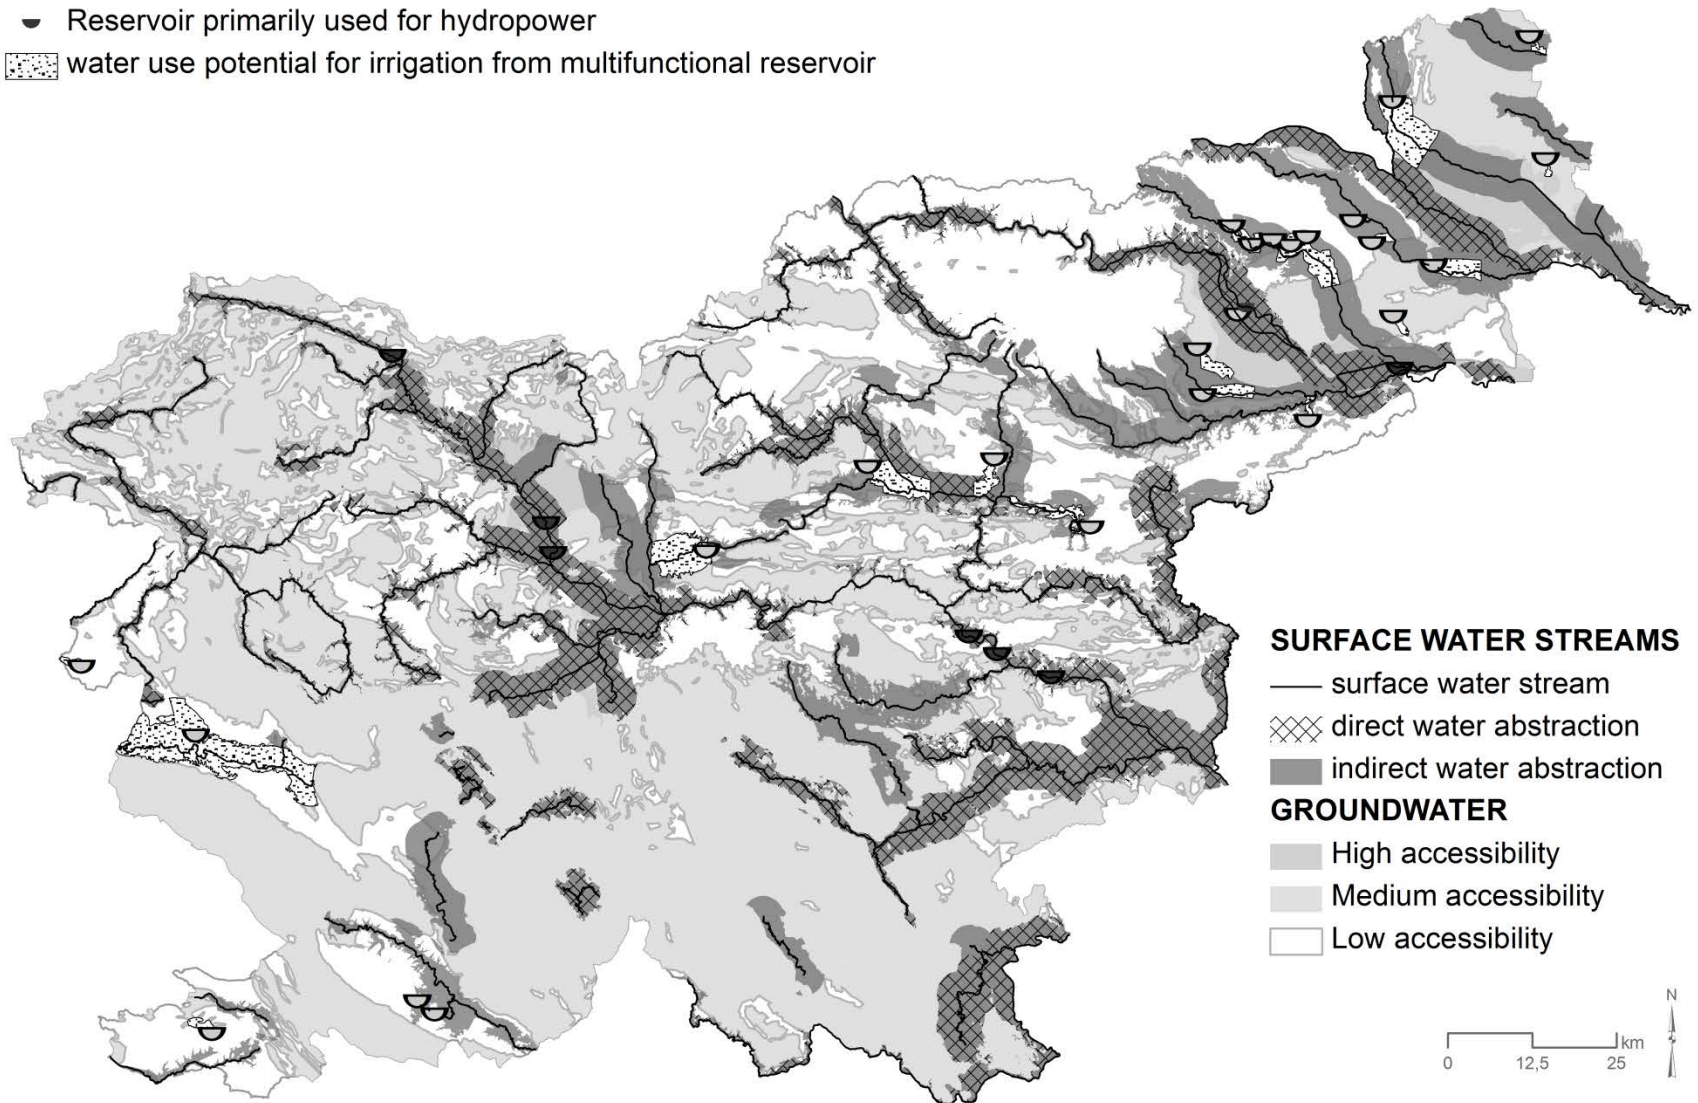 Reservoir primarily used for hydropower
water use potential for irrigation from multifunctional reservoir
SURFACE WATER STREAMS
surface water stream
direct water abstraction
indirect water abstraction
GROUNDWATER
High accessibility
Medium accessibility
Low accessibility
N
km
0 12,5 25